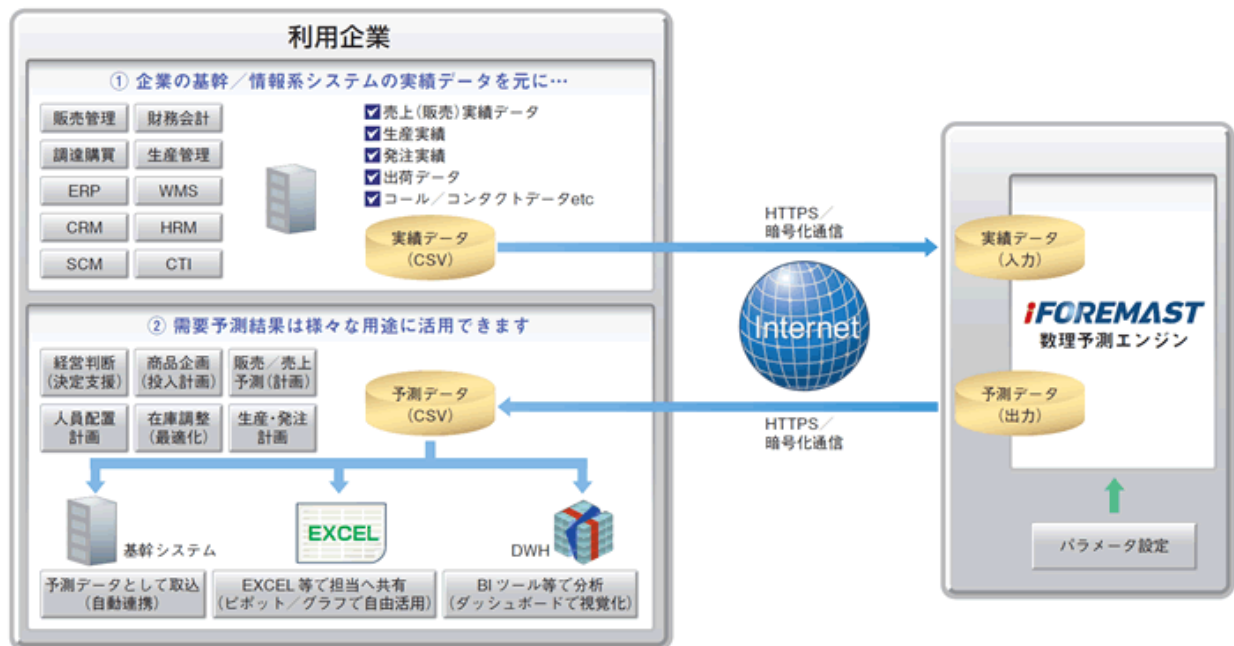 利用企業
① 企業の基幹／情報系システムの実績データを元に…
販売管理
財務会計
調達購買
生産管理
ERP
WMS
CRM
HRM
SCM
CTI
売上(販売)実績データ
生産実績
発注実績
出荷データ
コール／コンタクトデータetc
実績データ
(CSV)
HTTPS／
暗号化通信
Internet
実績データ
(入力)
iFOREMAST
数理予測エンジン
② 需要予測結果は様々な用途に活用できます
経営判断
(決定支援)
商品企画
(投入計画)
販売／売上
予測(計画)
人員配置
計画
在庫調整
(最適化)
生産・発注
計画
予測データ
(CSV)
HTTPS／
暗号化通信
予測データ
(出力)
パラメータ設定
基幹システム
EXCEL
DWH
予測データとして取込
(自動連携)
EXCEL 等で担当へ共有
(ピボット／グラフで自由活用)
BI ツール等で分析
(ダッシュボードで視覚化)